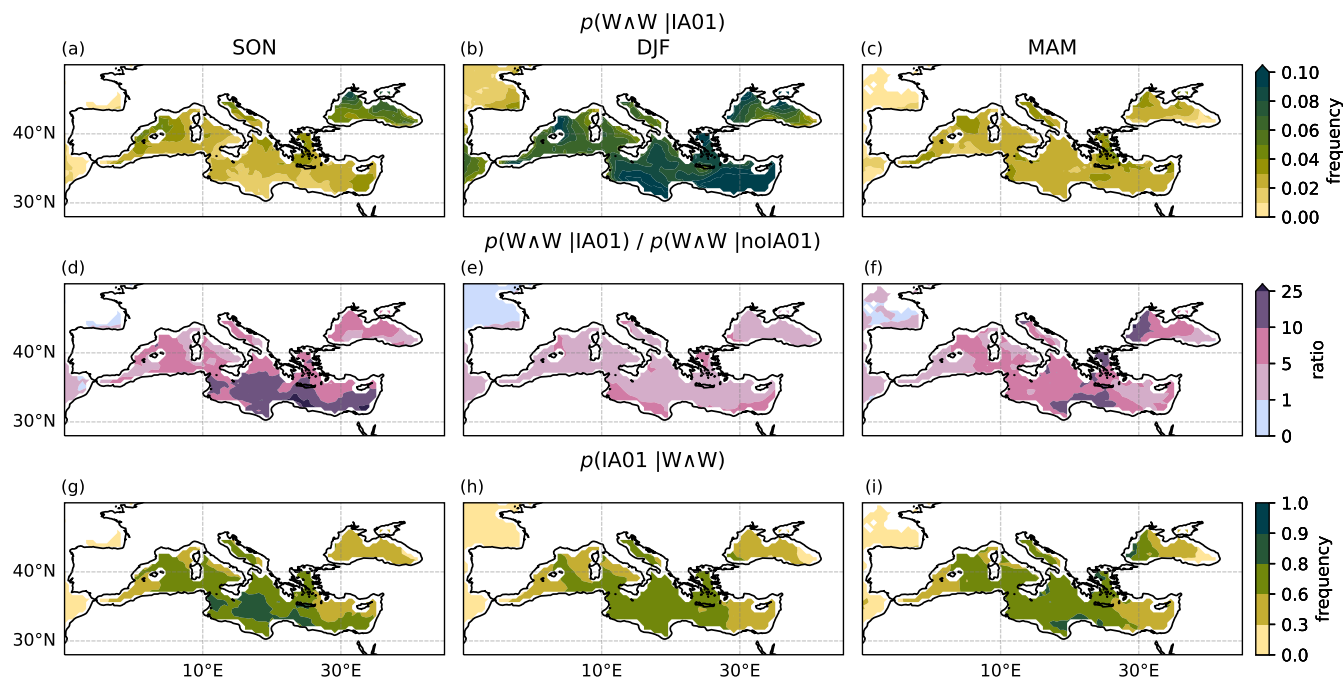 p(W∧W |IA01)
(a) SON (b) DJF (c) MAM
40°N
30°N
0.10
0.08
0.06
0.04
0.02
0.00
frequency
p(W∧W |IA01) / p(W∧W |noIA01)
(d) (e) (f)
40°N
30°N
25
10
5
1
0
ratio
p(IA01 |W∧W)
(g) (h) (i)
40°N
30°N
1.0
0.9
0.8
0.6
0.3
0.0
frequency
10°E 30°E 10°E 30°E 10°E 30°E